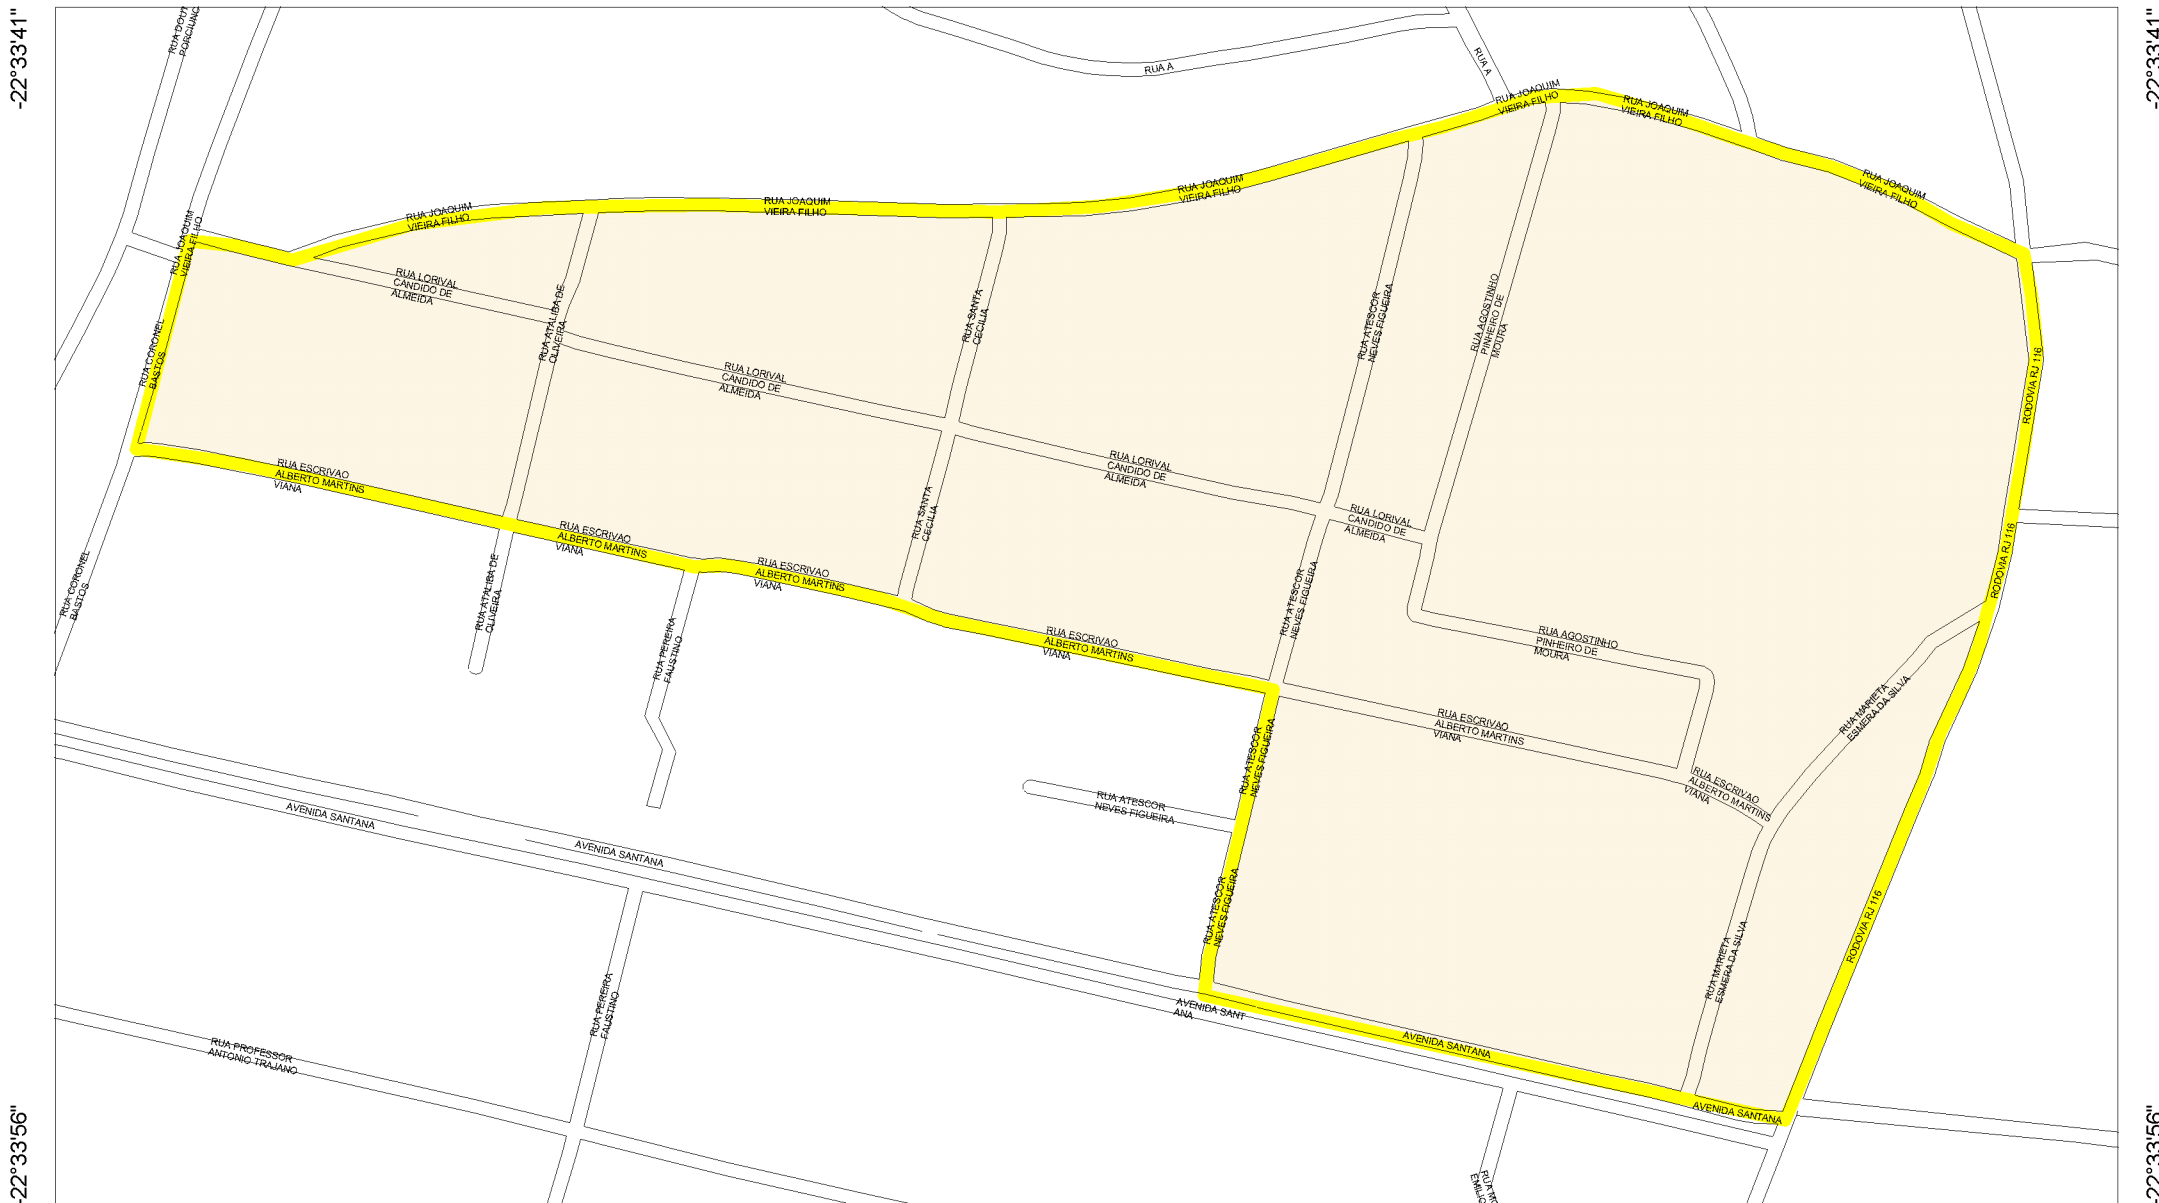 -22°33'41"
-22°33'41"
RUA A
RUA A
RUA JOAQUIM
VIEIRA FILHO
RUA JOAQUIM
VIEIRA FILHO
RUA JOAQUIM
VIEIRA FILHO
RUA JOAQUIM
VIEIRA FILHO
RUA JOAQUIM
VIEIRA FILHO
RUA JOAQUIM
VIEIRA FILHO
RUA JOAQUIM
VIEIRA FILHO
RUA LORIVAL
CANDIDO DE
ALMEIDA
RUA ATALIBA DE
OLIVEIRA
RUA SANTA
CECILIA
RUA ATESCOR
NEVES FIGUEIRA
RUA AGOSTINHO
PINHEIRO DE
MOURA
RUA CORONEL
BASTOS
RODOVIA RJ 116
RUA LORIVAL
CANDIDO DE
ALMEIDA
RUA LORIVAL
CANDIDO DE
ALMEIDA
RUA ESCRIVAO
ALBERTO MARTINS
VIANA
RUA SANTA
CECILIA
RUA LORIVAL
CANDIDO DE
ALMEIDA
RUA ESCRIVAO
ALBERTO MARTINS
VIANA
RODOVIA RJ 116
RUA CORONEL
BASTOS
RUA ATALIBA DE
OLIVEIRA
RUA ESCRIVAO
ALBERTO MARTINS
VIANA
RUA ATESCOR
NEVES FIGUEIRA
RUA PEREIRA
FAUSTINO
RUA ESCRIVAO
ALBERTO MARTINS
VIANA
RUA AGOSTINHO
PINHEIRO DE
MOURA
RUA MARIETA
ESMERA DA SILVA
RUA ESCRIVAO
ALBERTO MARTINS
VIANA
RUA ATESCOR
NEVES FIGUEIRA
RUA ESCRIVAO
ALBERTO MARTINS
VIANA
RUA ATESCOR
NEVES FIGUEIRA
AVENIDA SANTANA
AVENIDA SANTANA
RUA ATESCOR
NEVES FIGUEIRA
RODOVIA RJ 116
RUA MARIETA
ESMERA DA SILVA
RUA PEREIRA
FAUSTINO
AVENIDA SANT
ANA
AVENIDA SANTANA
RUA PROFESSOR
ANTONIO TRAJANO
AVENIDA SANTANA
-22°33'56"
-22°33'56"